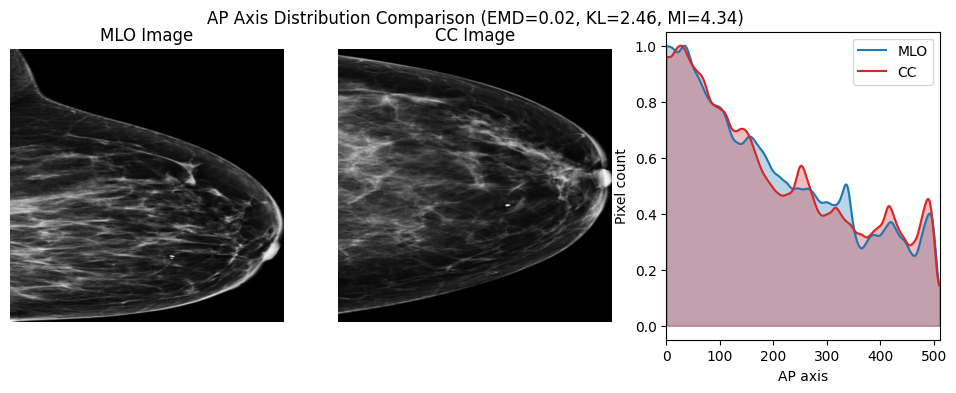 AP Axis Distribution Comparison (EMD=0.02, KL=2.46, MI=4.34)
MLO Image
CC Image
MLO
CC
Pixel count
1.0
0.8
0.6
0.4
0.2
0.0
0 100 200 300 400 500
AP axis